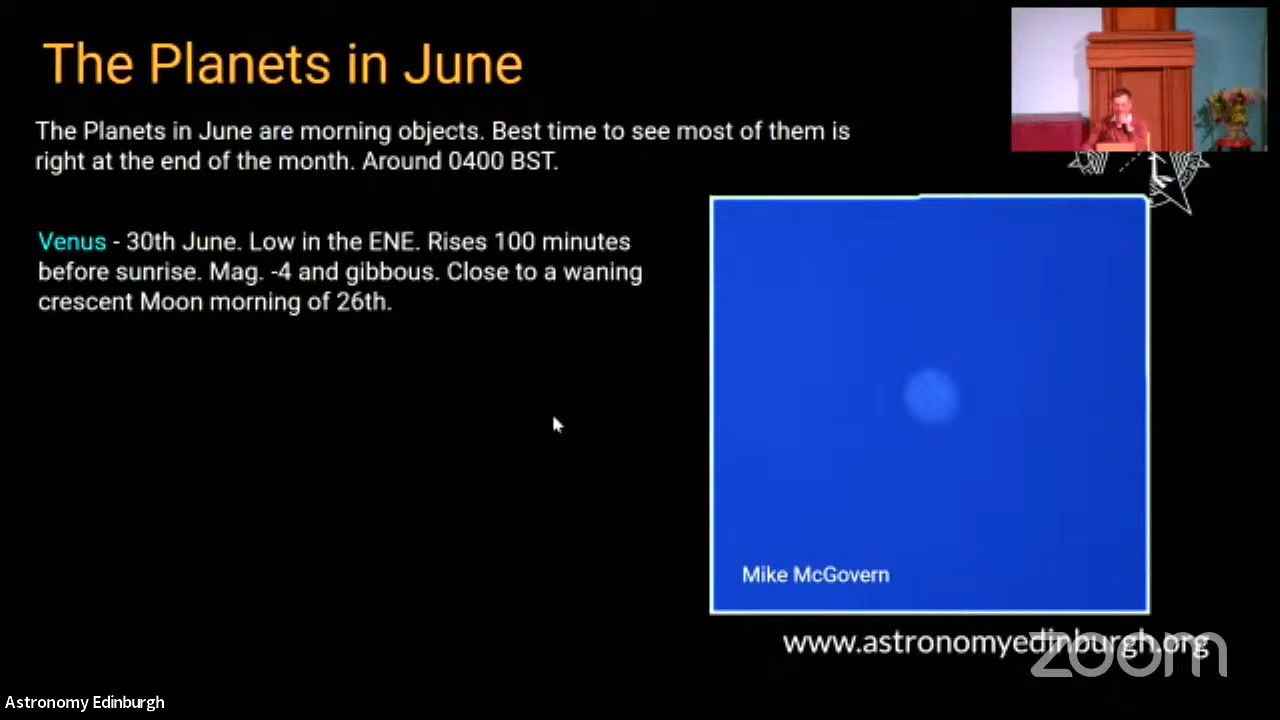 The Planets in June
The Planets in June are morning objects. Best time to see most of them is
right at the end of the month. Around 0400 BST.
Venus - 30th June. Low in the ENE. Rises 100 minutes
before sunrise. Mag. -4 and gibbous. Close to a waning
crescent Moon morning of 26th.
Mike McGovern
www.astronomyedinburgh.org
zoom
Astronomy Edinburgh